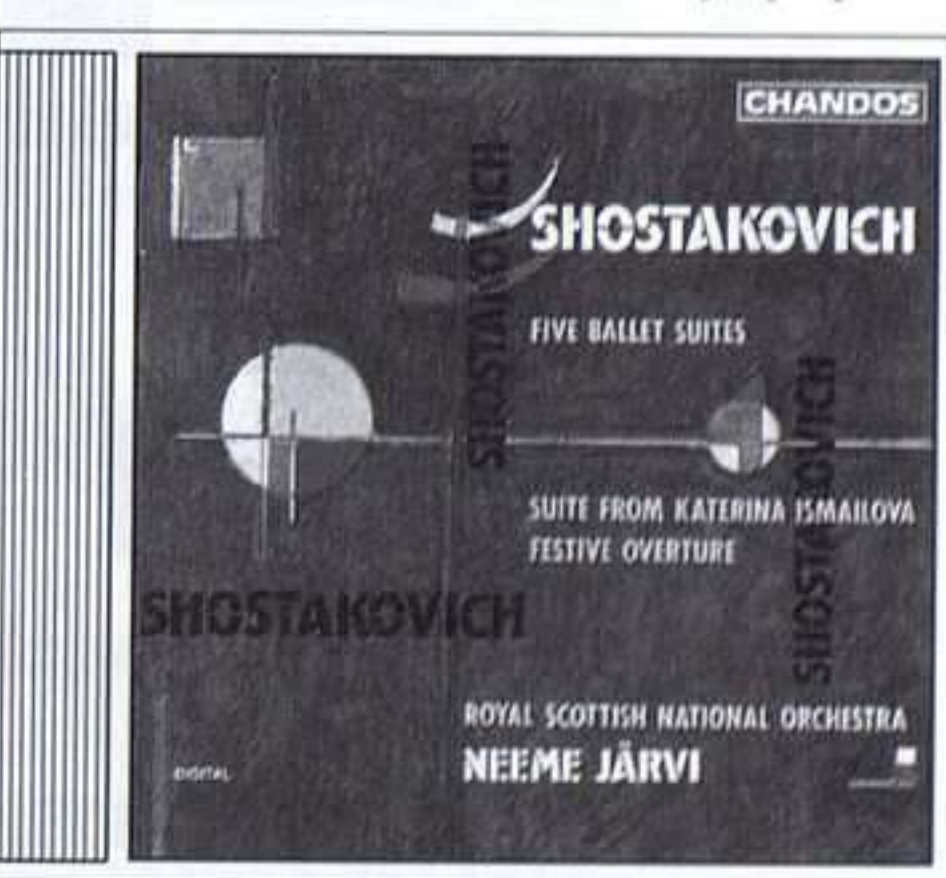 CHANDOS
SHOSTAKOVICH
SHOSTAKOVICH
FIVE BALLET SUITES
SHOSTAKOVICH
SUITE FROM KATERINA ISMAILOVA
FESTIVE OVERTURE
SHOSTAKOVICH
ROYAL SCOTTISH NATIONAL ORCHESTRA
NEEME JÄRVI
DIGITAL